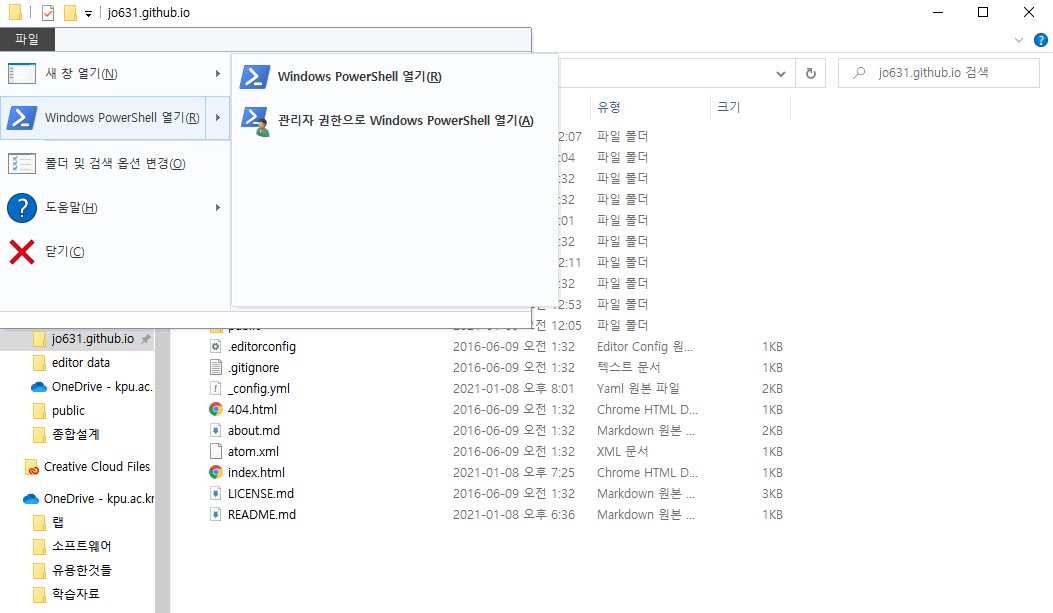 jo631.github.io
파일
새 창 열기(N)
Windows PowerShell 열기(R)
폴더 및 검색 옵션 변경(O)
도움말(H)
닫기(C)
Windows PowerShell 열기(R)
관리자 권한으로 Windows PowerShell 열기(A)
jo631.github.io 검색
유형 크기
2:07 파일 폴더
:04 파일 폴더
:32 파일 폴더
:32 파일 폴더
:01 파일 폴더
:32 파일 폴더
2:11 파일 폴더
:32 파일 폴더
2:53 파일 폴더
public 전 12:05 파일 폴더
.editorconfig 2016-06-09 오전 1:32 Editor Config 원... 1KB
.gitignore 2016-06-09 오전 1:32 텍스트 문서 1KB
_config.yml 2021-01-08 오후 8:01 Yaml 원본 파일 2KB
404.html 2016-06-09 오전 1:32 Chrome HTML D... 1KB
about.md 2016-06-09 오전 1:32 Markdown 원본 ... 2KB
atom.xml 2016-06-09 오전 1:32 XML 문서 1KB
index.html 2021-01-08 오후 7:25 Chrome HTML D... 1KB
LICENSE.md 2016-06-09 오전 1:32 Markdown 원본 ... 3KB
README.md 2021-01-08 오후 6:36 Markdown 원본 ... 1KB
jo631.github.io
editor data
OneDrive - kpu.ac.
public
종합설계
Creative Cloud Files
OneDrive - kpu.ac.kr
랩
소프트웨어
유용한것들
학습자료